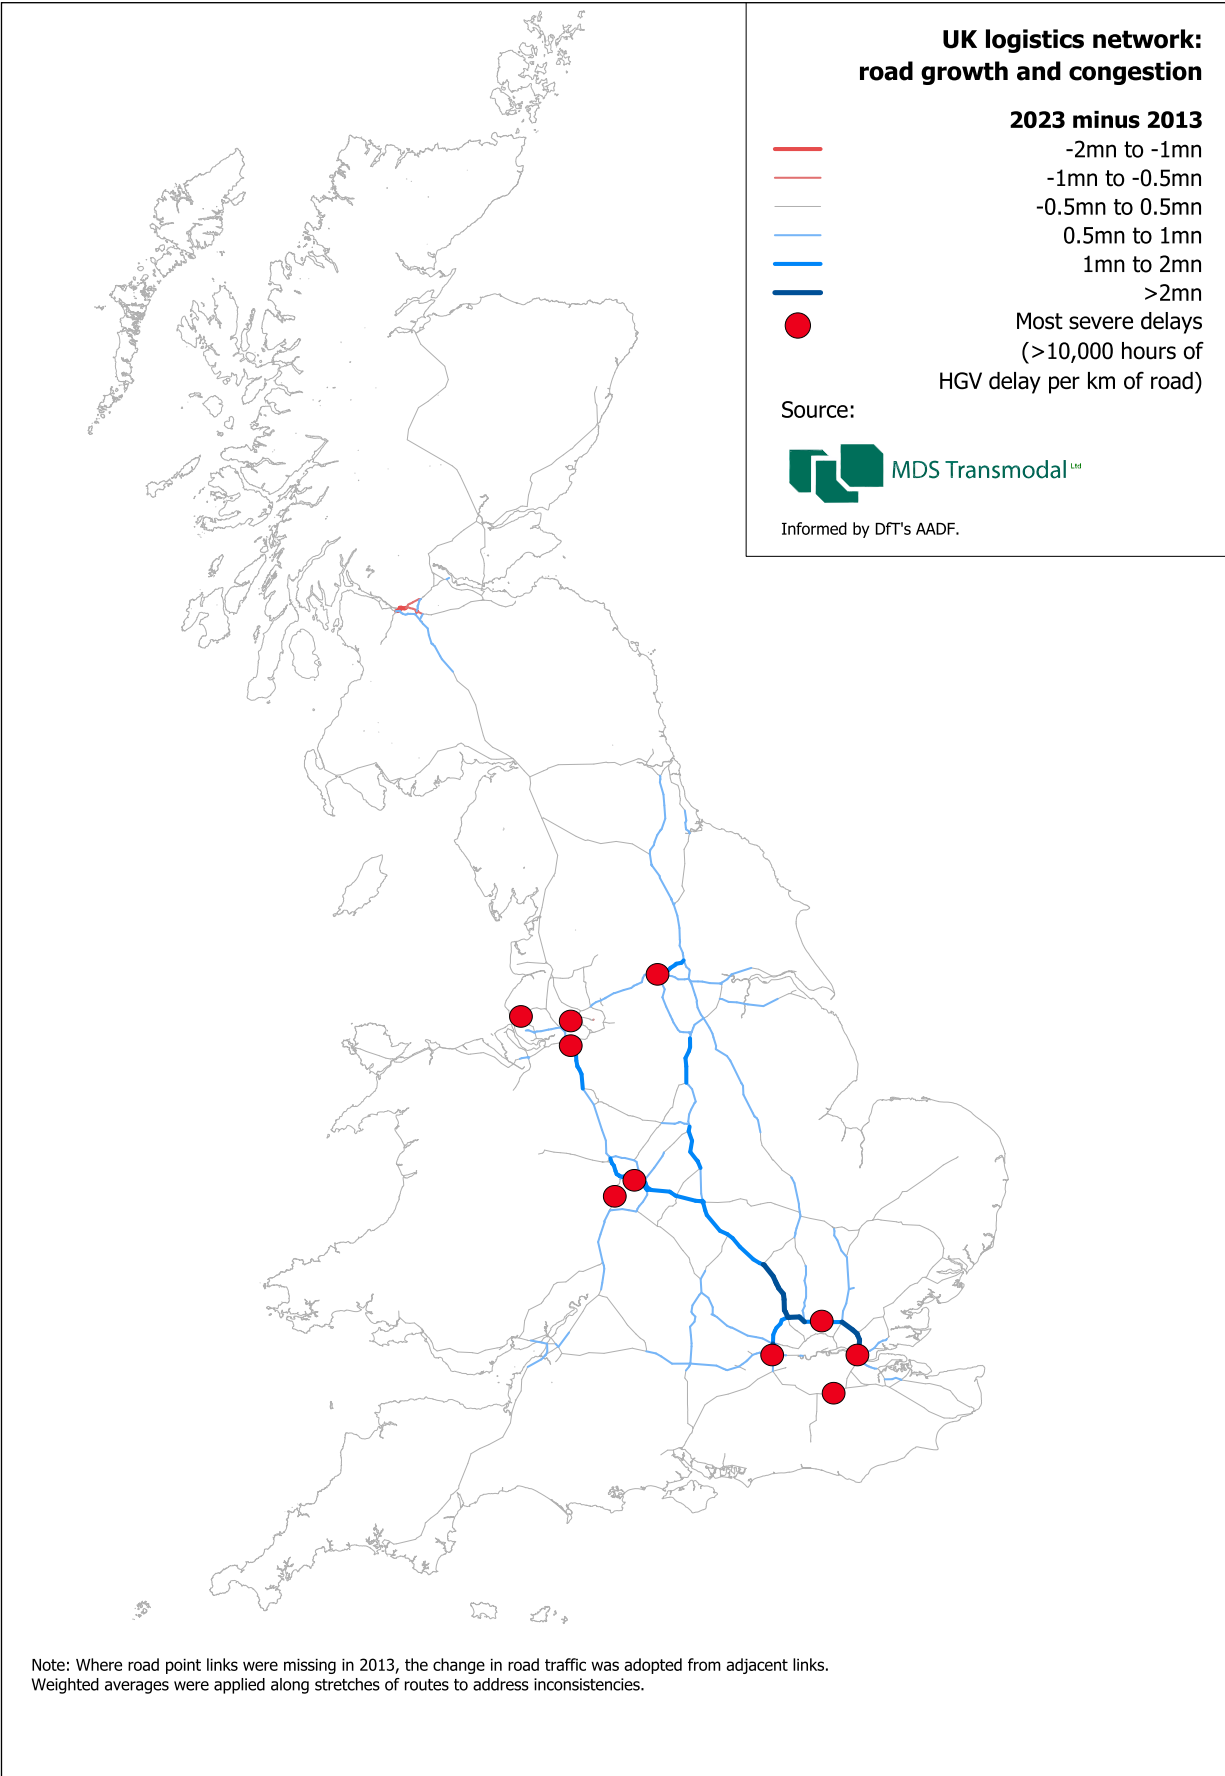 UK logistics network:
road growth and congestion
2023 minus 2013
-2mn to -1mn
-1mn to -0.5mn
-0.5mn to 0.5mn
0.5mn to 1mn
1mn to 2mn
>2mn
Most severe delays
(>10,000 hours of
HGV delay per km of road)
Source:
MDS Transmodal Ltd
Informed by DfT's AADF.
Note: Where road point links were missing in 2013, the change in road traffic was adopted from adjacent links.
Weighted averages were applied along stretches of routes to address inconsistencies.